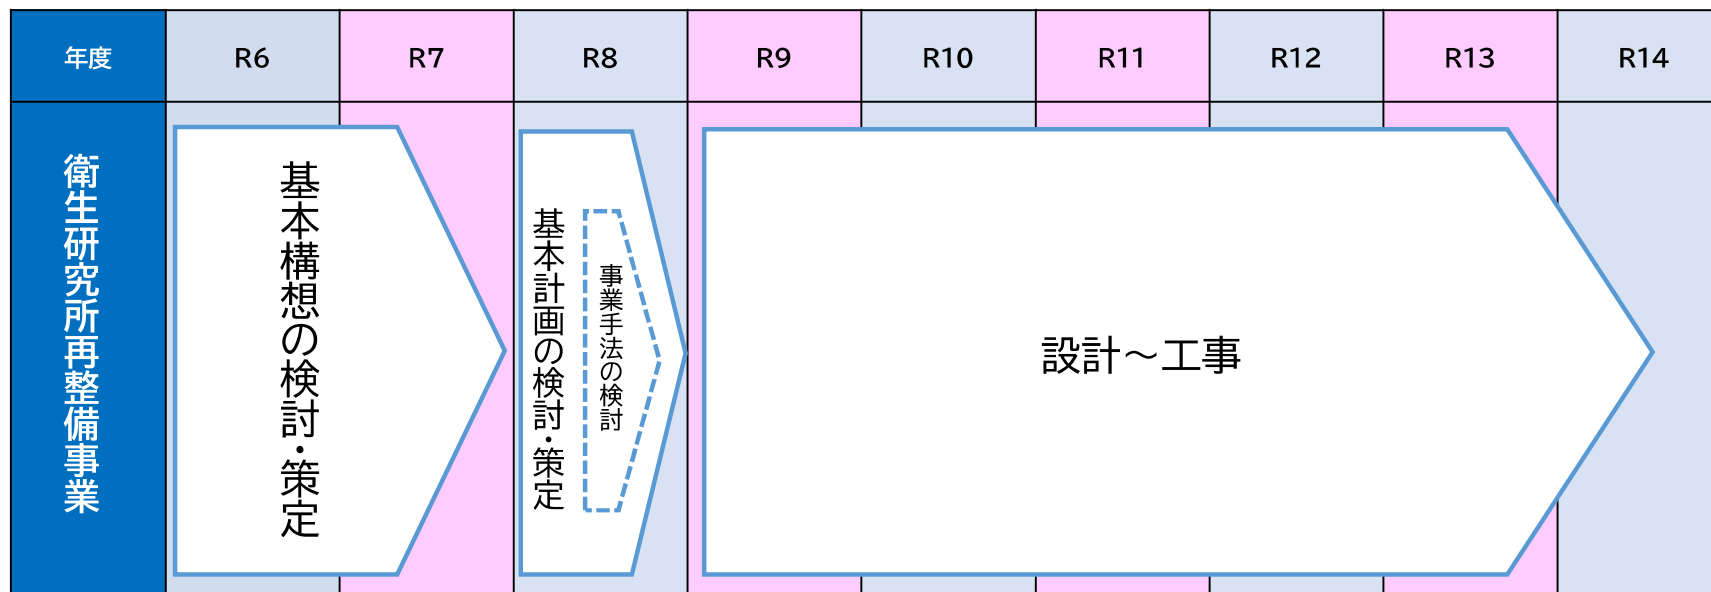 年度
R6
R7
R8
R9
R10
R11
R12
R13
R14
衛生研究所再整備事業
基本構想の検討・策定
基本計画の検討・策定
事業手法の検討
設計～工事